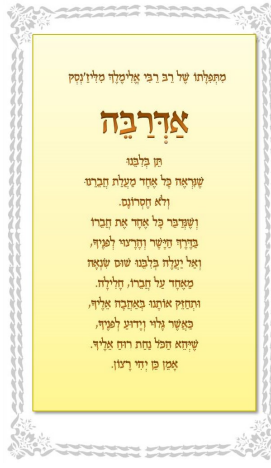 מִתְּפִלָּתוֹ שֶׁל רַב רַבִּי אֱלִימֶלֶךְ מִלִּיזֶ'נְסְק
אַדְּרַבֵּה
תֵּן בְּלִבֵּנוּ
שֶׁנִּרְאֶה כָּל אֶחָד מַעֲלַת חֲבֵרֵנוּ
וְלֹא חֶסְרוֹנָם.
וְשֶׁנְּדַבֵּר כָּל אֶחָד אֶת חֲבֵרוֹ
בַּדֶּרֶךְ הַיָּשָׁר וְהָרָצוּי לְפָנֶיךָ,
וְאַל יַעֲלֶה בְּלִבֵּנוּ שׁוּם שִׂנְאָה
מֵאֶחָד עַל חֲבֵרוֹ, חָלִילָה.
וּתְחַזֵּק אוֹתָנוּ בְּאַהֲבָה אֵלֶיךָ,
כַּאֲשֶׁר גָּלוּי וְיָדוּעַ לְפָנֶיךָ,
שֶׁיְּהֵא הַכֹּל נַחַת רוּחַ אֵלֶיךָ.
אָמֵן כֵּן יְהִי רָצוֹן.